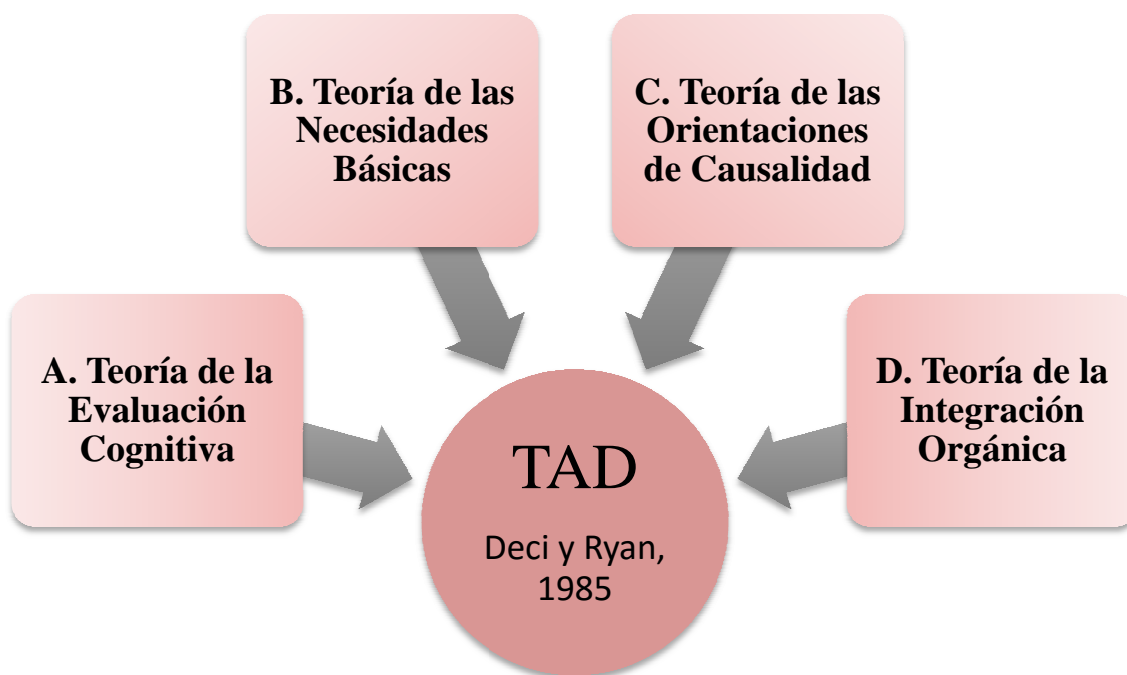 B. Teoría de las
Necesidades
Básicas
C. Teoría de las
Orientaciones
de Causalidad
A. Teoría de la
Evaluación
Cognitiva
D. Teoría de la
Integración
Orgánica
TAD
Deci y Ryan,
1985